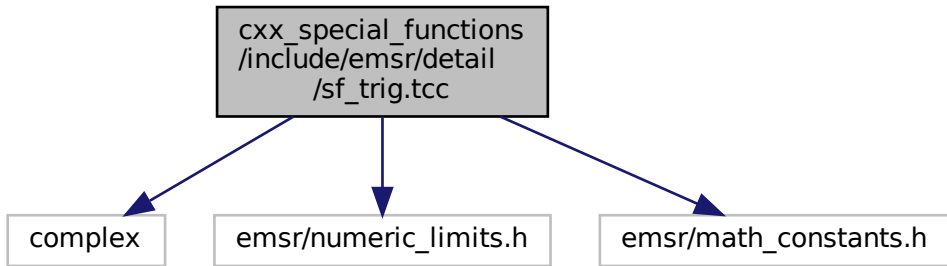 cxx_special_functions
/include/emsr/detail
/sf_trig.tcc
complex
emsr/numeric_limits.h
emsr/math_constants.h